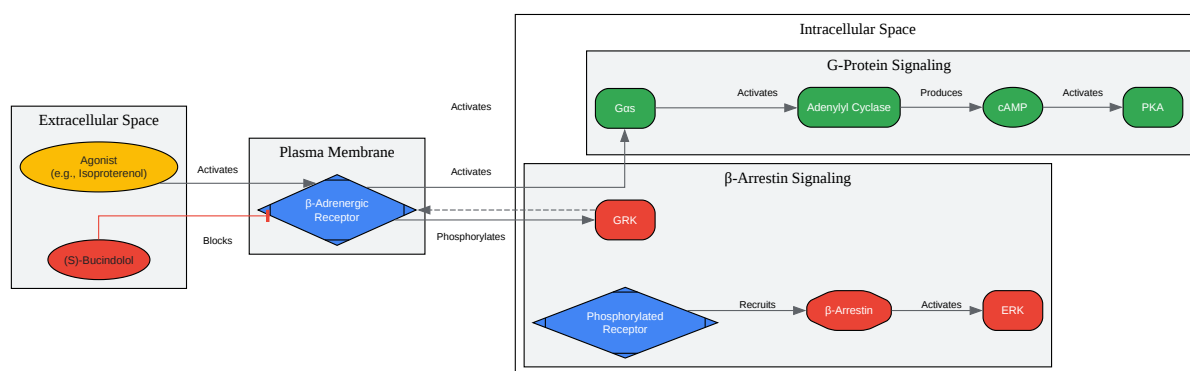 Intracellular Space
G-Protein Signaling
Activates
Gαs
Activates
Adenylyl Cyclase
Produces
cAMP
Activates
PKA
Extracellular Space
Agonist
(e.g., Isoproterenol)
Activates
(S)-Bucindolol
Blocks
Plasma Membrane
β-Adrenergic
Receptor
Activates
Phosphorylates
β-Arrestin Signaling
GRK
Phosphorylated
Receptor
Recruits
β-Arrestin
Activates
ERK